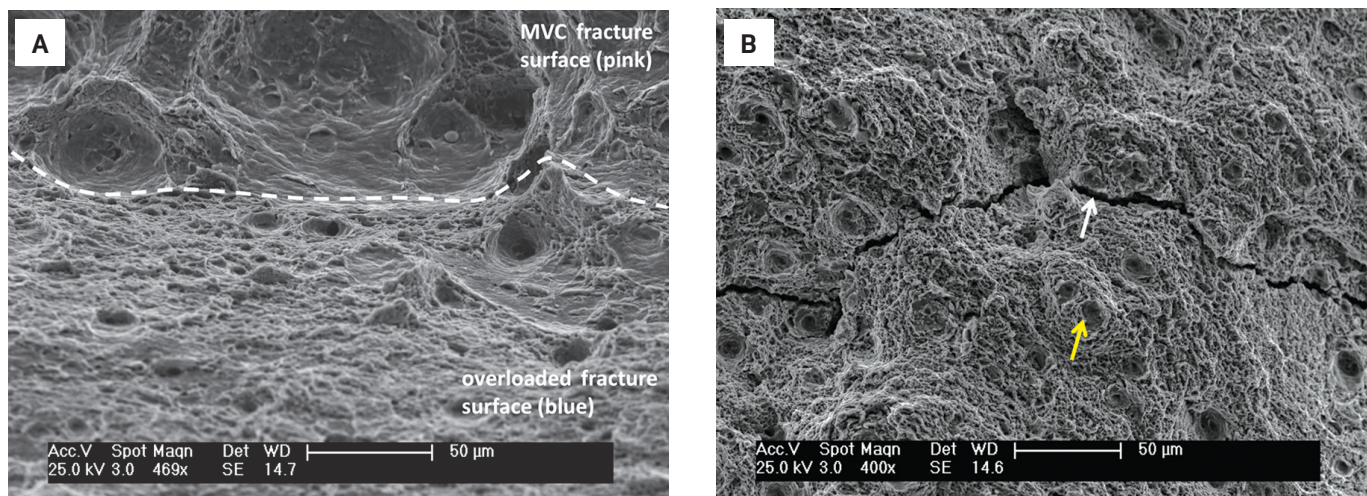 A
MVC fracture
surface (pink)
overloaded fracture
surface (blue)
Acc.V Spot Magn Det WD 50 µm
25.0 kV 3.0 469x SE 14.7
B
Acc.V Spot Magn Det WD 50 µm
25.0 kV 3.0 400x SE 14.6